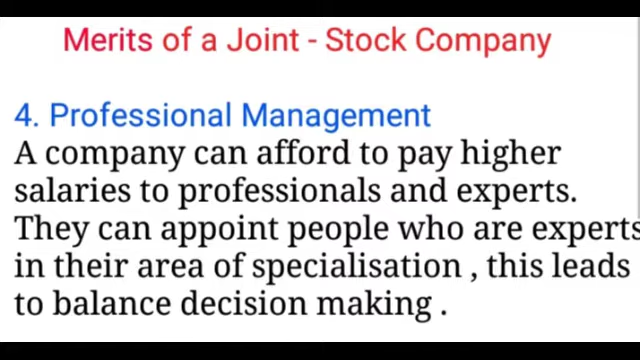 Merits of a Joint - Stock Company
4. Professional Management
A company can afford to pay higher
salaries to professionals and experts.
They can appoint people who are experts
in their area of specialisation , this leads
to balance decision making .